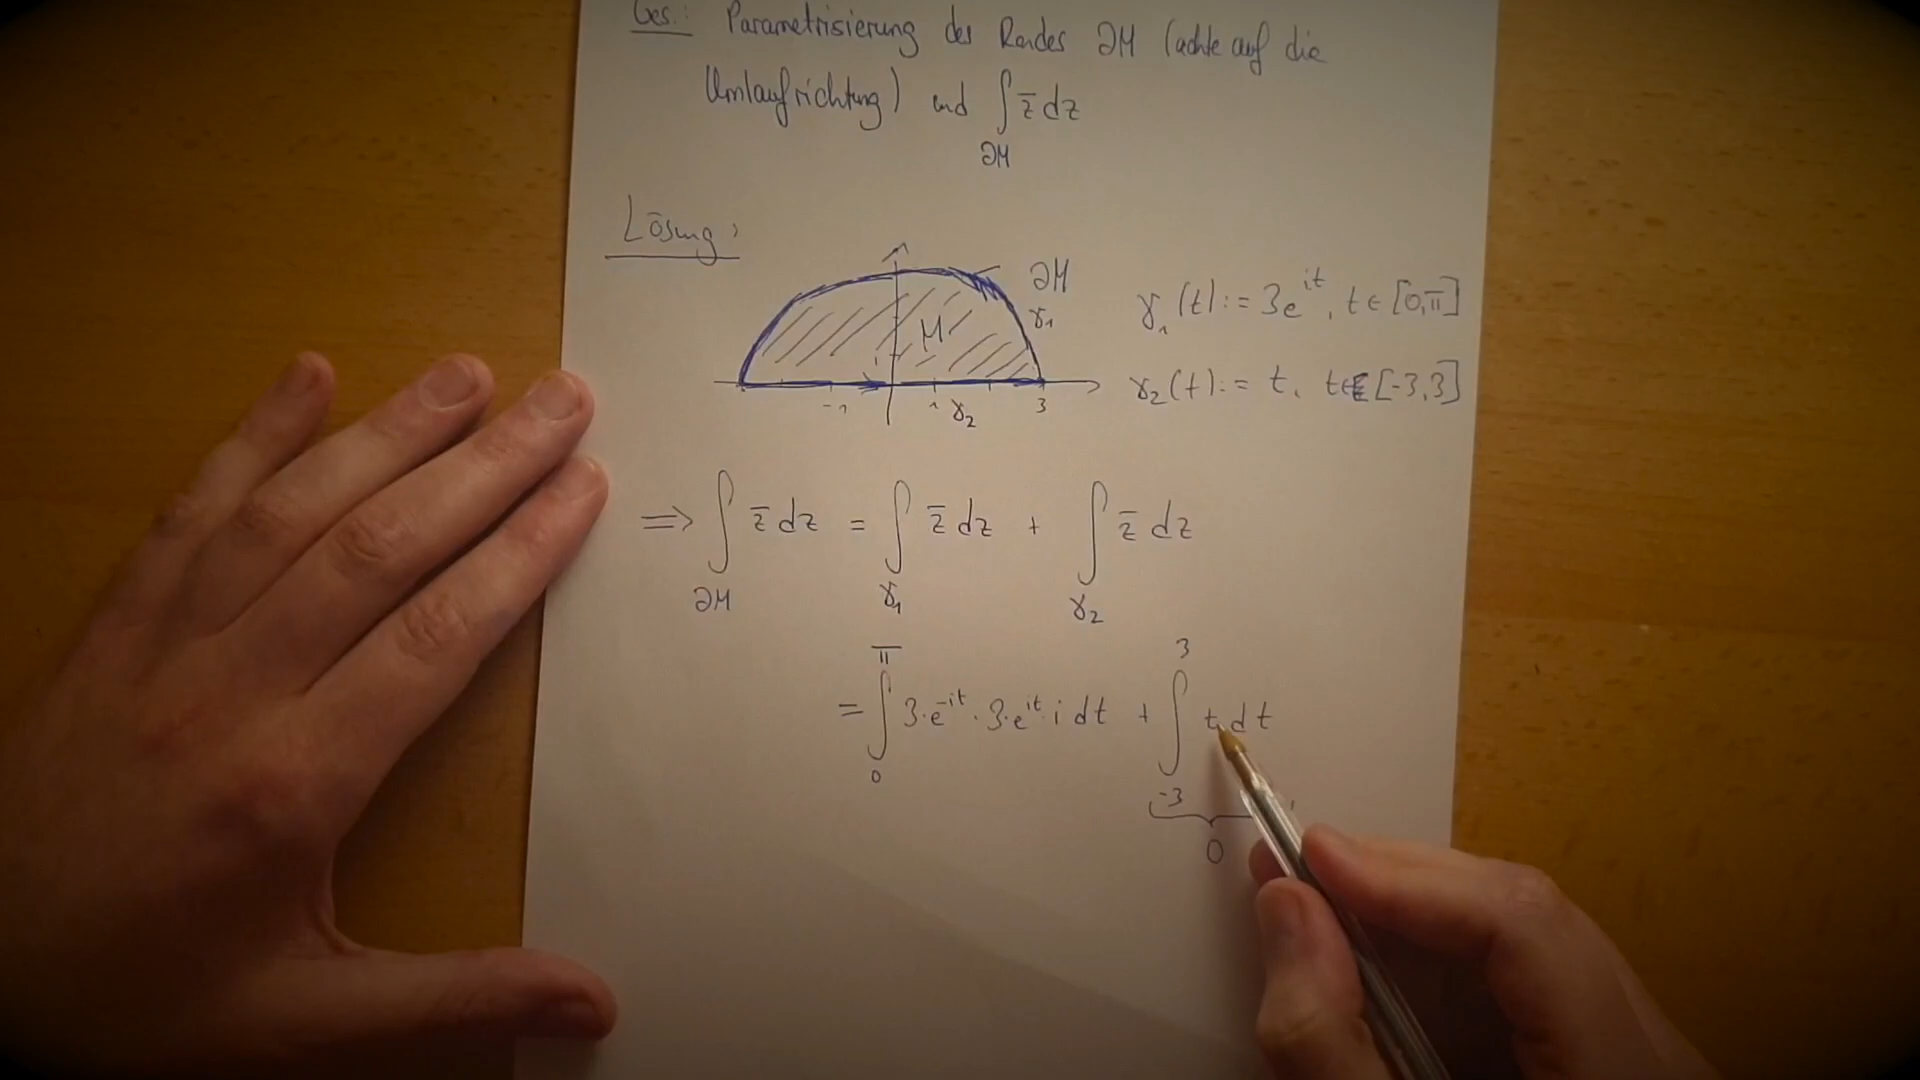 Ges.: Parametrisierung des Randes ∂M (achte auf die
Umlaufrichtung) und ∫ z̄ dz
∂M
Lösung:
∂M
γ₁
M
i
-1 1 γ₂ 3
γ₁(t) := 3e^{it}, t ∈ [0,π]
γ₂(t) := t, t ∈ [-3,3]
⇒ ∫ z̄ dz = ∫ z̄ dz + ∫ z̄ dz
∂M γ₁ γ₂
π 3
= ∫ 3·e^{-it} · 3·e^{it} · i dt + ∫ t dt
0 -3
0